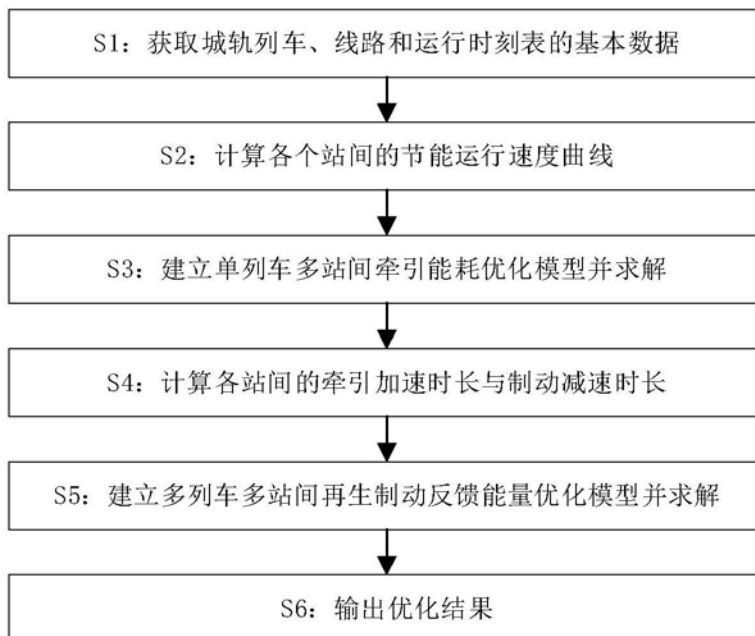 S1：获取城轨列车、线路和运行时刻表的基本数据
S2：计算各个站间的节能运行速度曲线
S3：建立单列车多站间牵引能耗优化模型并求解
S4：计算各站间的牵引加速时长与制动减速时长
S5：建立多列车多站间再生制动反馈能量优化模型并求解
S6：输出优化结果